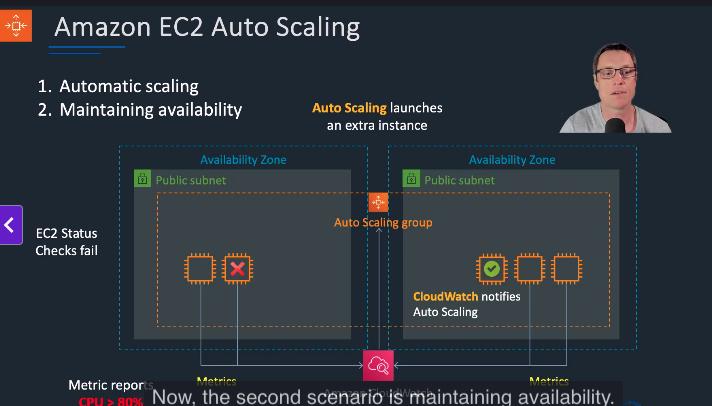 Amazon EC2 Auto Scaling
1. Automatic scaling
2. Maintaining availability
Auto Scaling launches
an extra instance
Availability Zone
Availability Zone
Public subnet
Public subnet
Auto Scaling group
EC2 Status
Checks fail
CloudWatch notifies
Auto Scaling
Metric reports
CPU > 80%
Metrics
Metrics
Amazon CloudWatch
Now, the second scenario is maintaining availability.